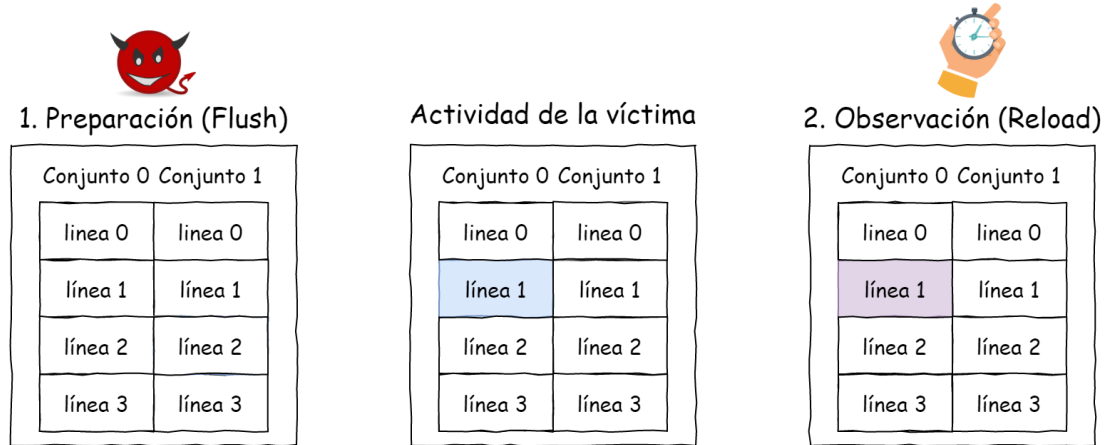 1. Preparación (Flush)
Conjunto 0 Conjunto 1
linea 0 linea 0
línea 1 línea 1
línea 2 línea 2
línea 3 línea 3
Actividad de la víctima
Conjunto 0 Conjunto 1
linea 0 linea 0
línea 1 línea 1
línea 2 línea 2
línea 3 línea 3
2. Observación (Reload)
Conjunto 0 Conjunto 1
linea 0 linea 0
línea 1 línea 1
línea 2 línea 2
línea 3 línea 3